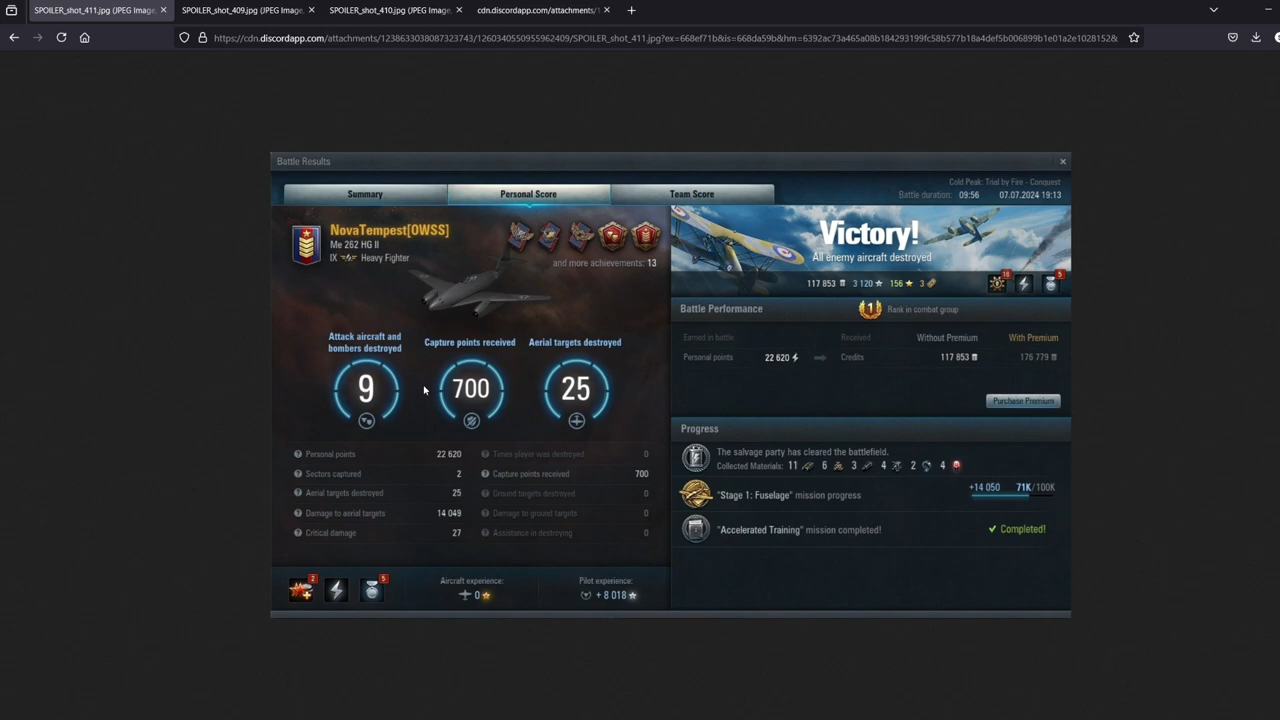 SPOILER_shot_411.jpg (JPEG Image,
SPOILER_shot_409.jpg (JPEG Image,
SPOILER_shot_410.jpg (JPEG Image,
cdn.discordapp.com/attachments/1
https://cdn.discordapp.com/attachments/1238633038087323743/1260340550955962409/SPOILER_shot_411.jpg?ex=668ef71b&is=668da59b&hm=6392ac73a465a08b184293199fc58b577b18a4def5b006899b1e01a2e1028152&
Battle Results
Summary
Personal Score
Team Score
Cold Peak: Trial by Fire - Conquest
Battle duration: 09:56 07.07.2024 19:13
NovaTempest[OWSS]
Me 262 HG II
IX Heavy Fighter
and more achievements: 13
Victory!
All enemy aircraft destroyed
117 853 3 120 156 3
18
5
Attack aircraft and bombers destroyed
9
Capture points received
700
Aerial targets destroyed
25
Personal points 22 620
Sectors captured 2
Aerial targets destroyed 25
Damage to aerial targets 14 049
Critical damage 27
Times player was destroyed 0
Capture points received 700
Ground targets destroyed 0
Damage to ground targets 0
Assistance in destroying 0
2
5
Aircraft experience:
0
Pilot experience:
+ 8 018
Battle Performance
1 Rank in combat group
Earned in battle Received Without Premium With Premium
Personal points 22 620 Credits 117 853 176 779
Purchase Premium
Progress
The salvage party has cleared the battlefield.
Collected Materials: 11 6 3 4 2 4
"Stage 1: Fuselage" mission progress +14 050 71K/100K
"Accelerated Training" mission completed! Completed!